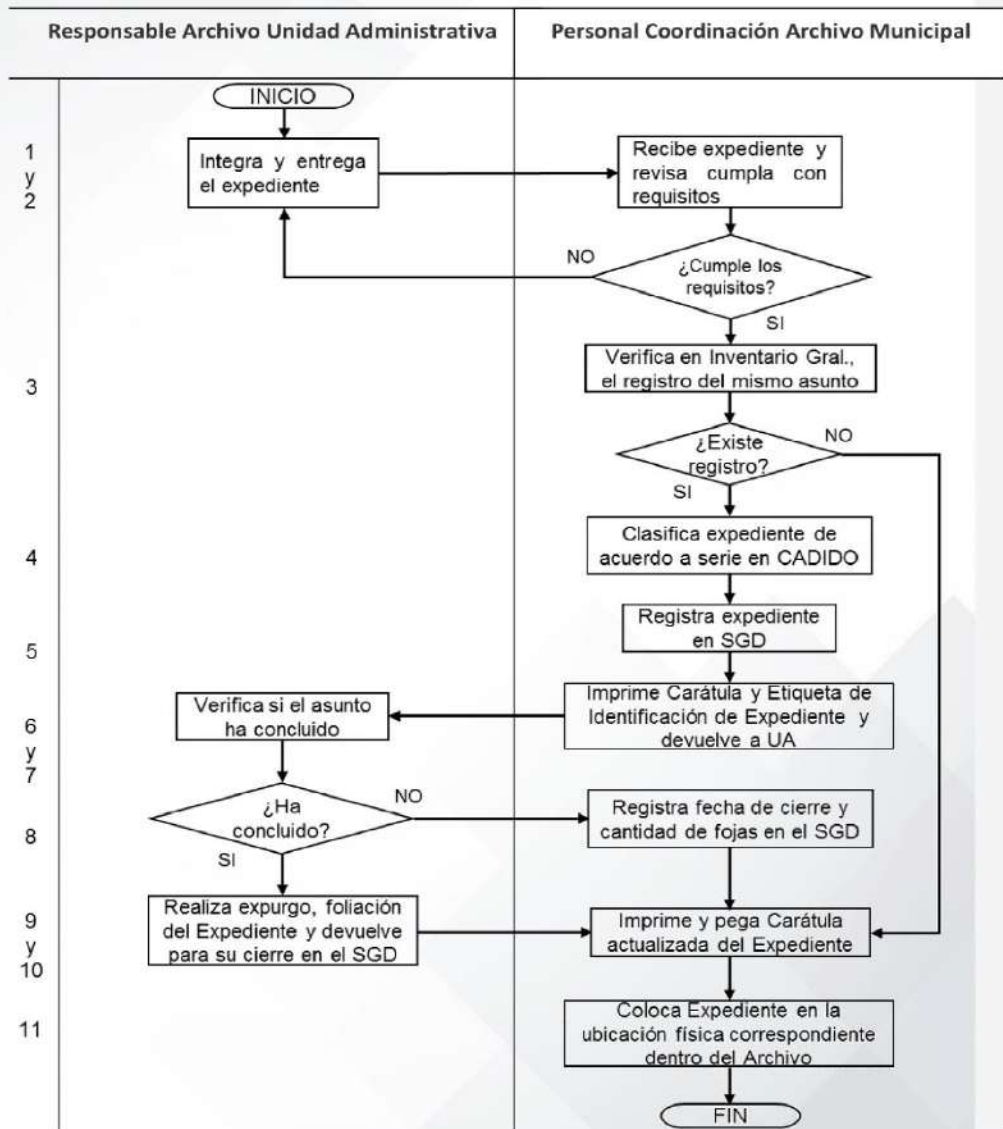 Responsable Archivo Unidad Administrativa
Personal Coordinación Archivo Municipal
INICIO
1
y
2
Integra y entrega
el expediente
Recibe expediente y
revisa cumpla con
requisitos
NO
¿Cumple los
requisitos?
SI
3
Verifica en Inventario Gral.,
el registro del mismo asunto
¿Existe
registro?
NO
SI
4
Clasifica expediente de
acuerdo a serie en CADIDO
5
Registra expediente
en SGD
6
y
7
Verifica si el asunto
ha concluido
Imprime Carátula y Etiqueta de
Identificación de Expediente y
devuelve a UA
8
¿Ha
concluido?
NO
SI
Registra fecha de cierre y
cantidad de fojas en el SGD
9
y
10
Realiza expurgo, foliación
del Expediente y devuelve
para su cierre en el SGD
Imprime y pega Carátula
actualizada del Expediente
11
Coloca Expediente en la
ubicación física correspondiente
dentro del Archivo
FIN